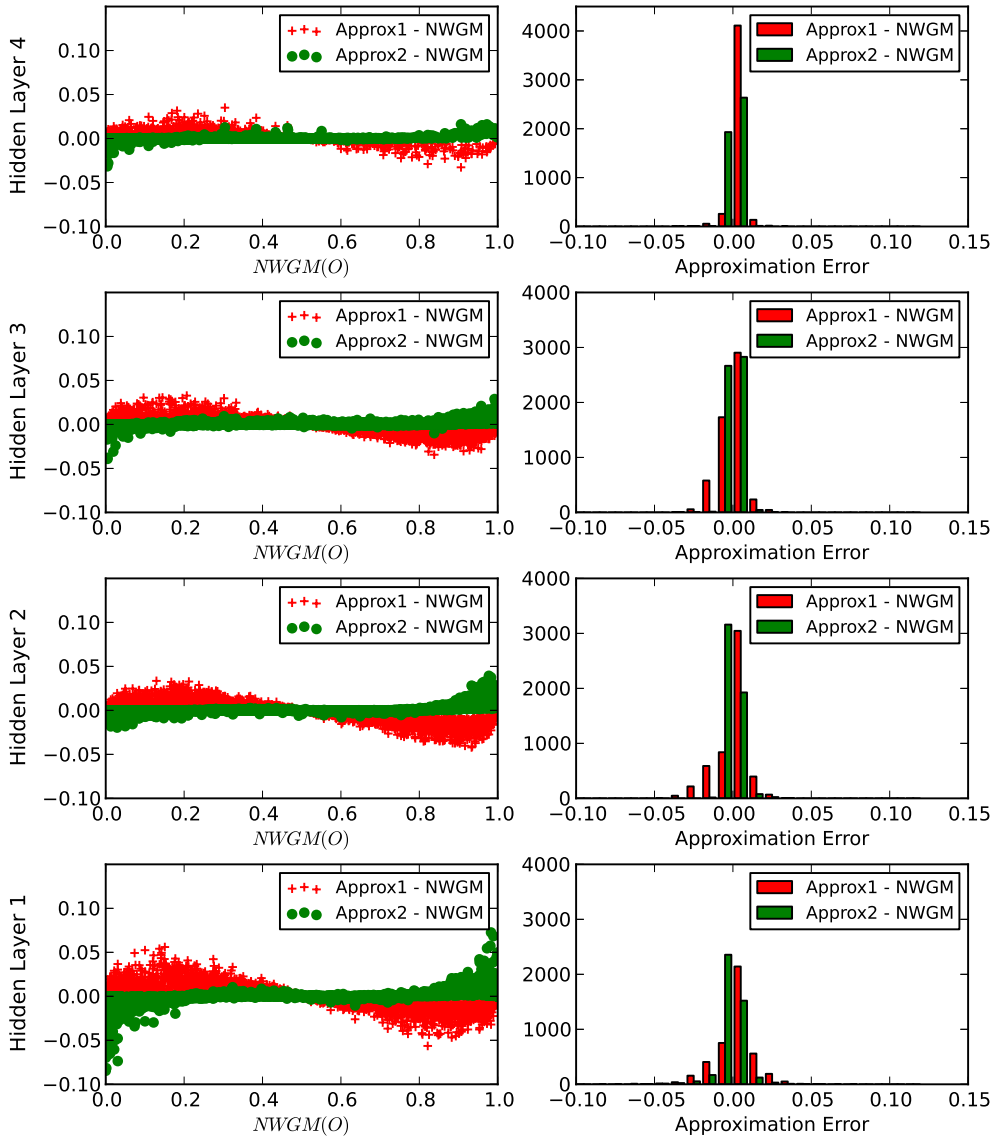 Hidden Layer 4
0.15
0.10
0.05
0.00
−0.05
−0.10
0.0 0.2 0.4 0.6 0.8 1.0
NWGM(O)
Approx1 - NWGM
Approx2 - NWGM
4000
3000
2000
1000
0
−0.10 −0.05 0.00 0.05 0.10 0.15
Approximation Error
Approx1 - NWGM
Approx2 - NWGM
Hidden Layer 3
0.10
0.05
0.00
−0.05
−0.10
0.0 0.2 0.4 0.6 0.8 1.0
NWGM(O)
Approx1 - NWGM
Approx2 - NWGM
4000
3000
2000
1000
0
−0.10 −0.05 0.00 0.05 0.10 0.15
Approximation Error
Approx1 - NWGM
Approx2 - NWGM
Hidden Layer 2
0.10
0.05
0.00
−0.05
−0.10
0.0 0.2 0.4 0.6 0.8 1.0
NWGM(O)
Approx1 - NWGM
Approx2 - NWGM
4000
3000
2000
1000
0
−0.10 −0.05 0.00 0.05 0.10 0.15
Approximation Error
Approx1 - NWGM
Approx2 - NWGM
Hidden Layer 1
0.10
0.05
0.00
−0.05
−0.10
0.0 0.2 0.4 0.6 0.8 1.0
NWGM(O)
Approx1 - NWGM
Approx2 - NWGM
4000
3000
2000
1000
0
−0.10 −0.05 0.00 0.05 0.10 0.15
Approximation Error
Approx1 - NWGM
Approx2 - NWGM